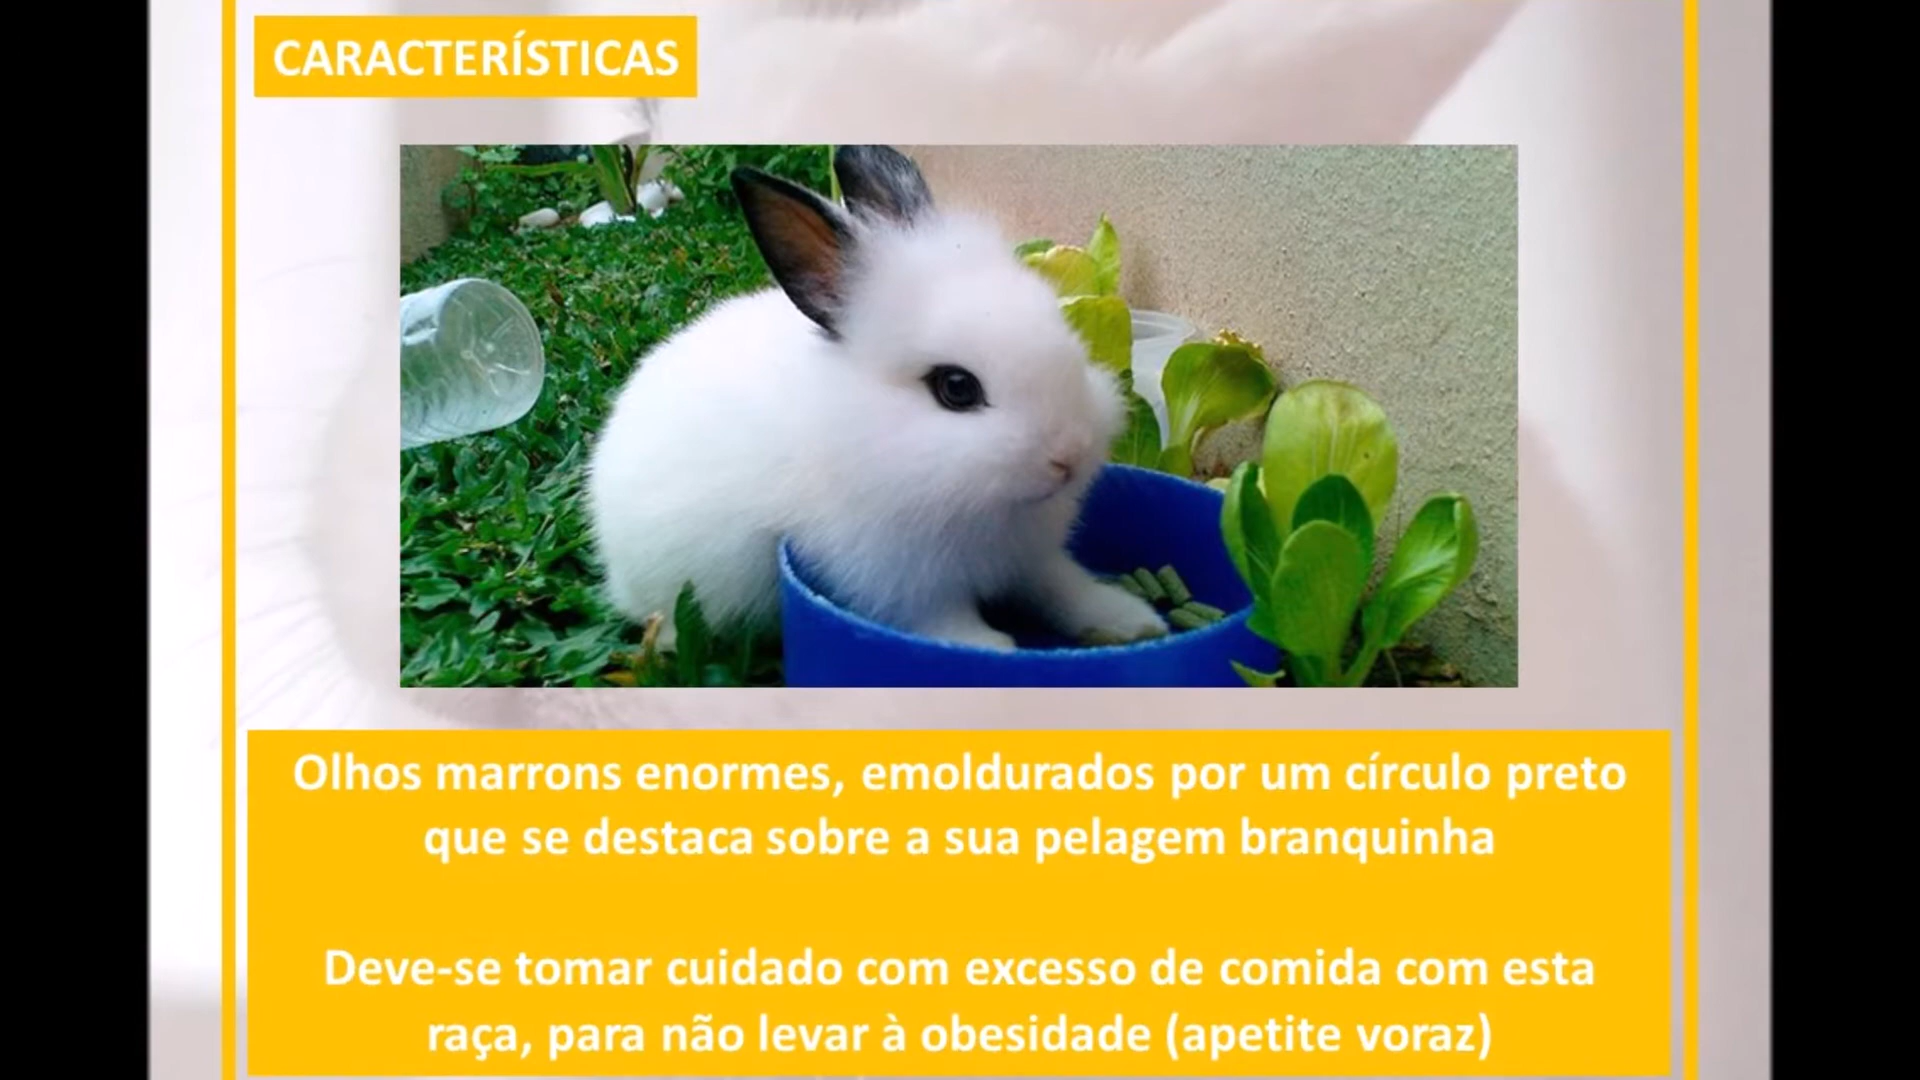 CARACTERÍSTICAS
Olhos marrons enormes, emoldurados por um círculo preto
que se destaca sobre a sua pelagem branquinha
Deve-se tomar cuidado com excesso de comida com esta
raça, para não levar à obesidade (apetite voraz)